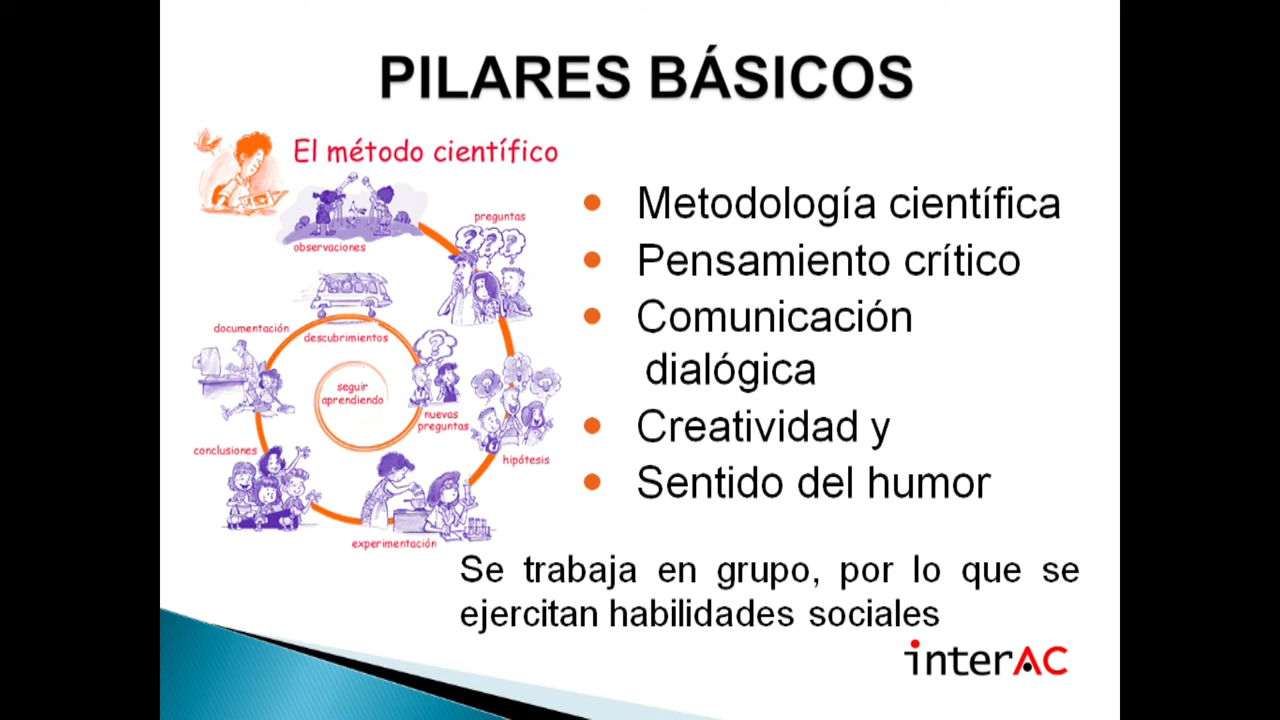 PILARES BÁSICOS
El método científico
observaciones
preguntas
documentación
descubrimientos
seguir
aprendiendo
nuevas
preguntas
conclusiones
hipótesis
experimentación
Metodología científica
Pensamiento crítico
Comunicación
dialógica
Creatividad y
Sentido del humor
Se trabaja en grupo, por lo que se
ejercitan habilidades sociales
interAC